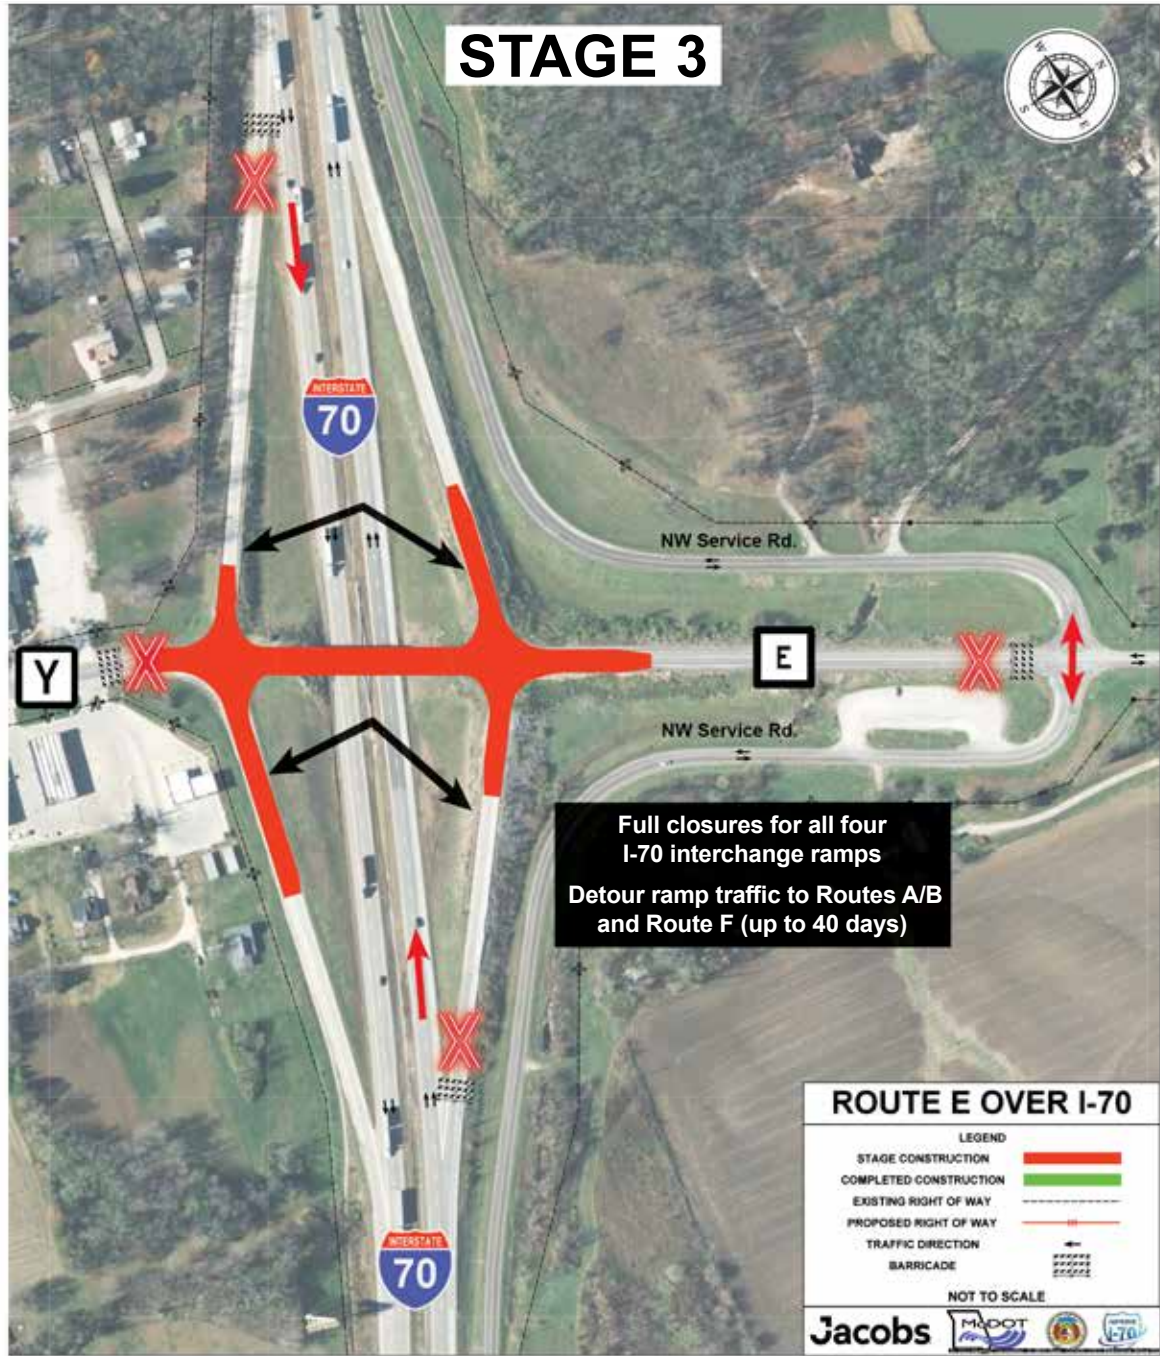 STAGE 3
W
N
S
E
INTERSTATE
70
NW Service Rd.
Y
E
NW Service Rd.
Full closures for all four
I-70 interchange ramps
Detour ramp traffic to Routes A/B
and Route F (up to 40 days)
INTERSTATE
70
ROUTE E OVER I-70
LEGEND
STAGE CONSTRUCTION
COMPLETED CONSTRUCTION
EXISTING RIGHT OF WAY
PROPOSED RIGHT OF WAY
TRAFFIC DIRECTION
BARRICADE
NOT TO SCALE
Jacobs
MoDOT
I-70